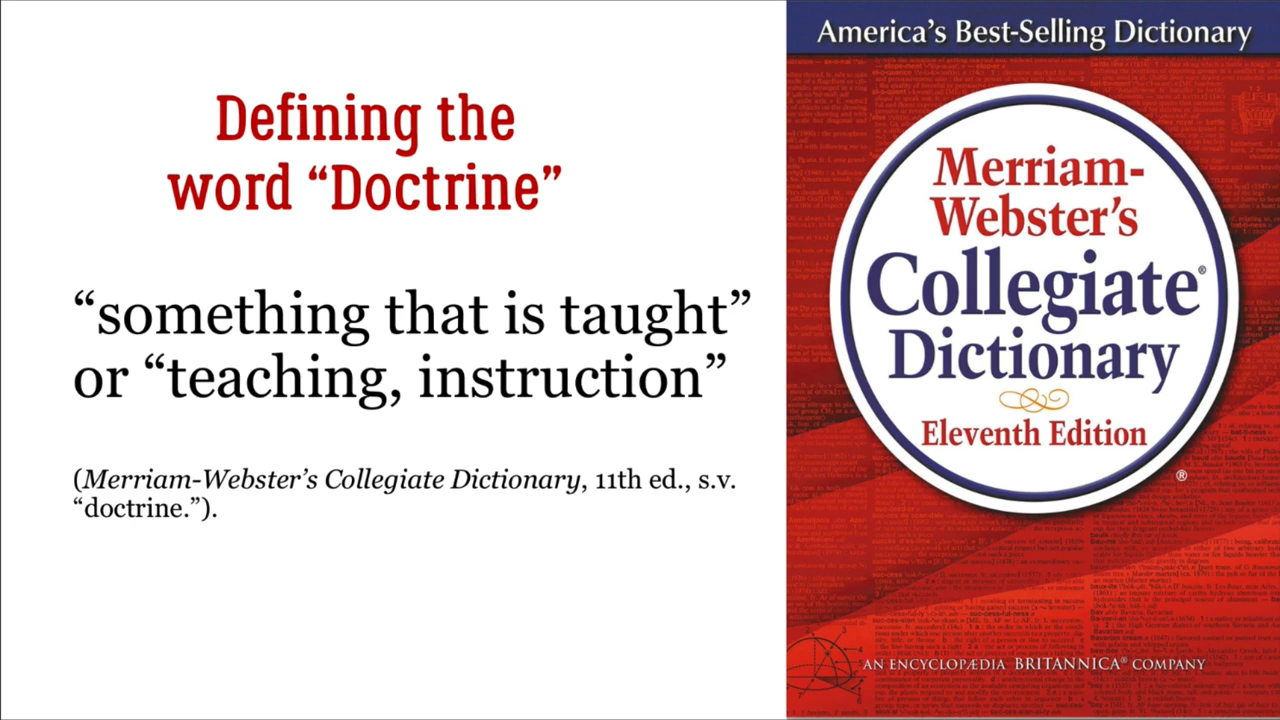 Defining the
word “Doctrine”
“something that is taught”
or “teaching, instruction”
(Merriam-Webster’s Collegiate Dictionary, 11th ed., s.v.
“doctrine.”).
America’s Best-Selling Dictionary
Merriam-
Webster’s
Collegiate®
Dictionary
Eleventh Edition
®
AN ENCYCLOPÆDIA BRITANNICA® COMPANY